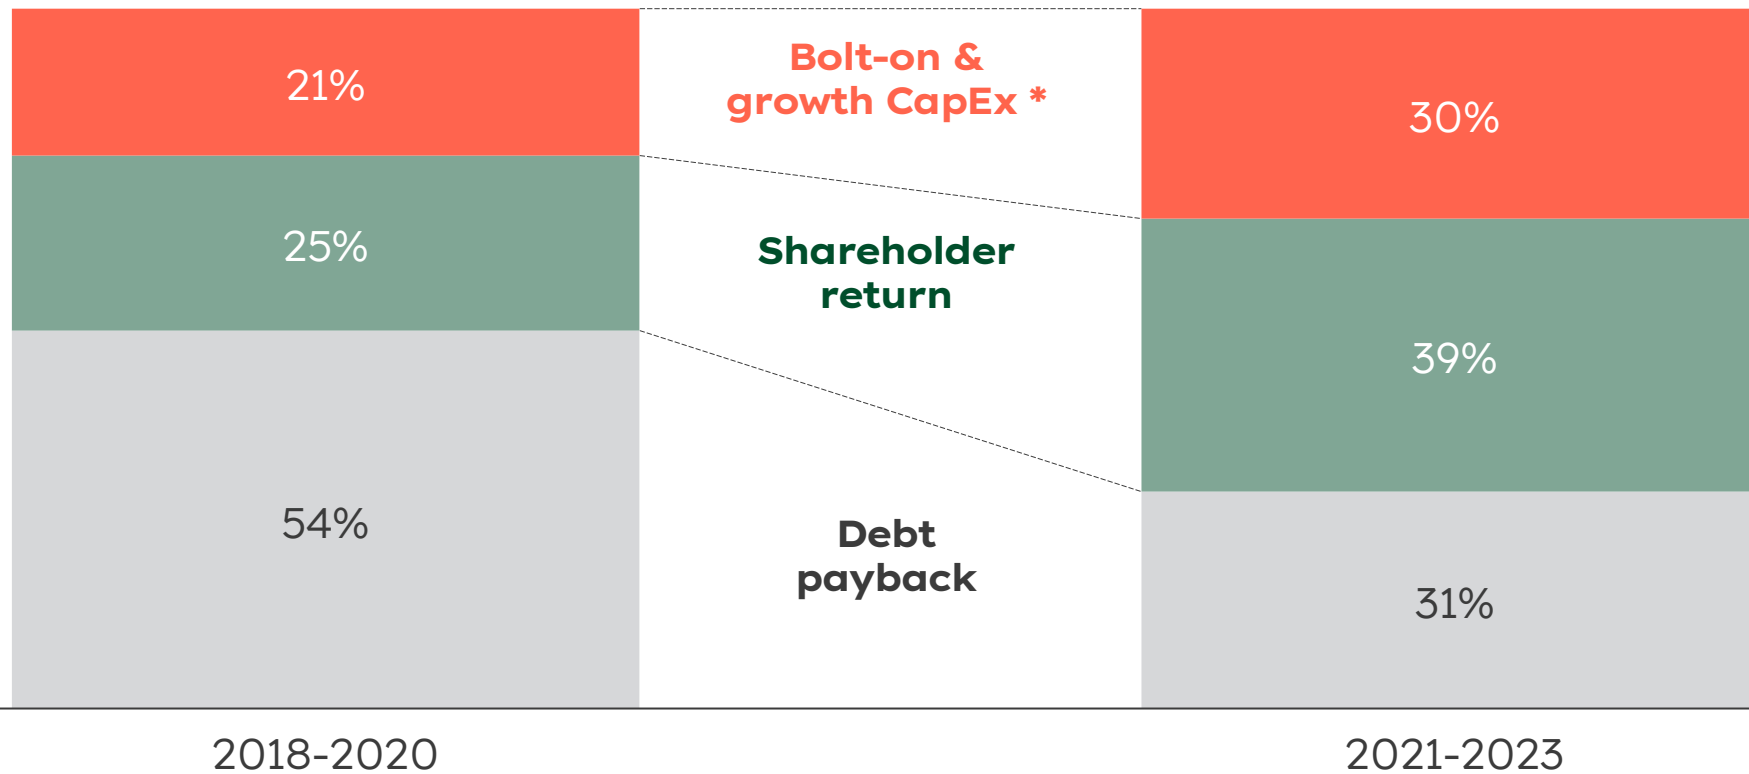 21%
25%
54%
Bolt-on &
growth CapEx *
Shareholder
return
Debt
payback
30%
39%
31%
2018-2020
2021-2023